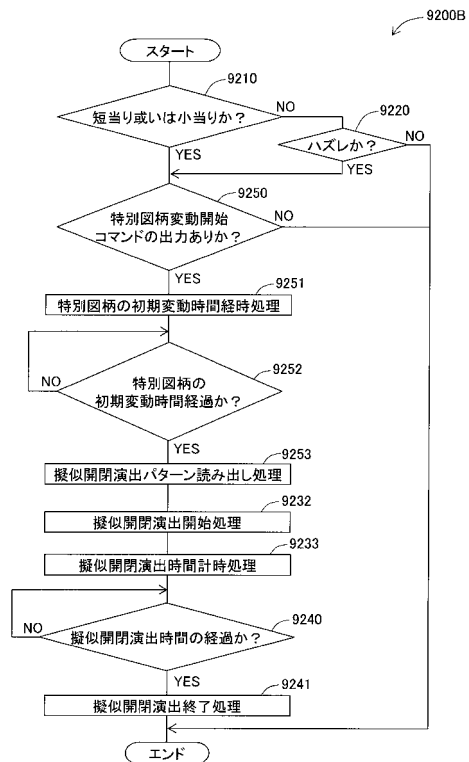 9200B
スタート
9210
短当り或いは小当りか?
NO
9220
ハズレか?
NO
YES
YES
9250
特別図柄変動開始
コマンドの出力ありか?
NO
YES
9251
特別図柄の初期変動時間経時処理
9252
特別図柄の
初期変動時間経過か?
NO
YES
9253
擬似開閉演出パターン読み出し処理
9232
擬似開閉演出開始処理
9233
擬似開閉演出時間計時処理
9240
擬似開閉演出時間の経過か?
NO
YES
9241
擬似開閉演出終了処理
エンド